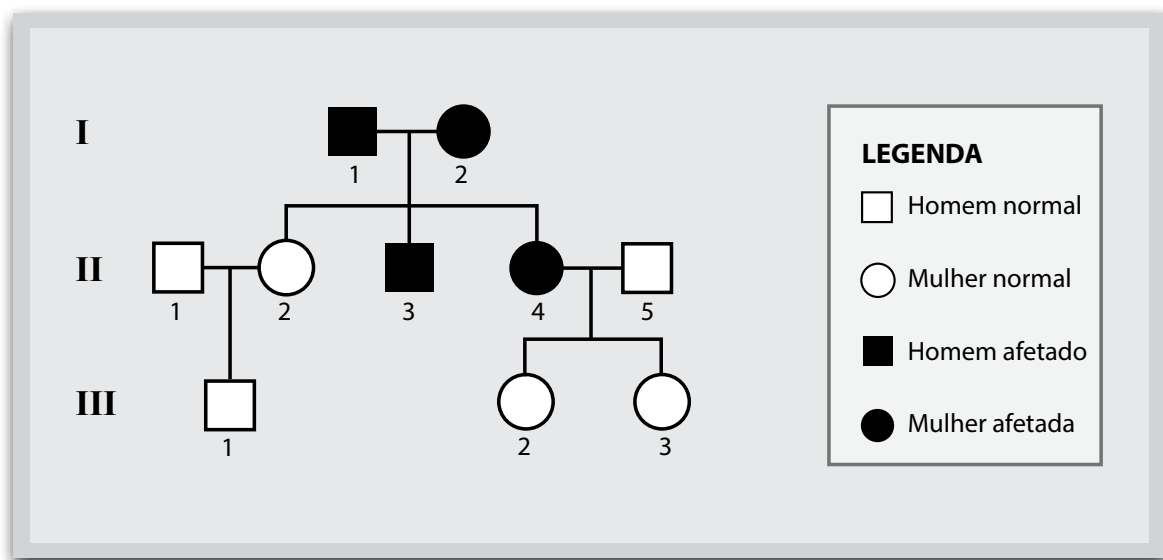 I
1 2
II
1 2 3 4 5
III
1 2 3
LEGENDA
Homem normal
Mulher normal
Homem afetado
Mulher afetada